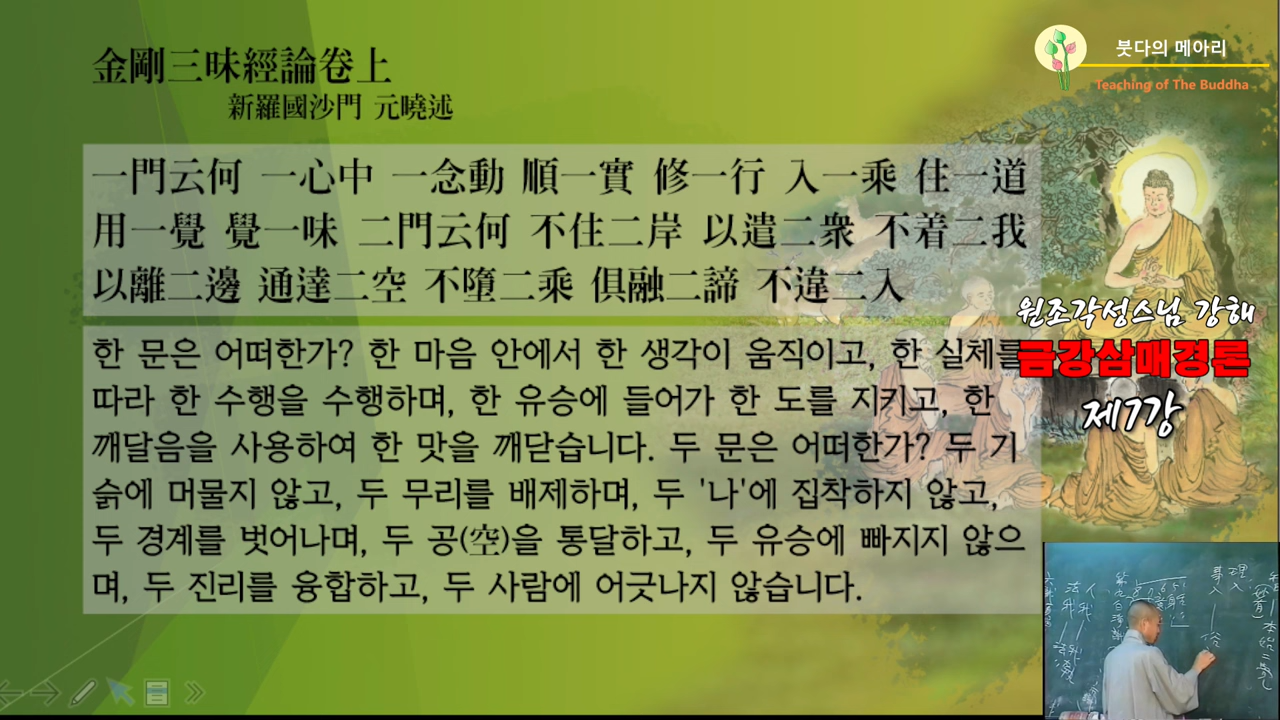 金剛三昧經論卷上
新羅國沙門 元曉述
一門云何 一心中 一念動 順一實 修一行 入一乘 住一道
用一覺 覺一味 二門云何 不住二岸 以遣二衆 不着二我
以離二邊 通達二空 不墮二乘 俱融二諦 不違二入
한 문은 어떠한가? 한 마음 안에서 한 생각이 움직이고, 한 실체를
따라 한 수행을 수행하며, 한 유승에 들어가 한 도를 지키고, 한
깨달음을 사용하여 한 맛을 깨닫습니다. 두 문은 어떠한가? 두 기
슭에 머물지 않고, 두 무리를 배제하며, 두 '나'에 집착하지 않고,
두 경계를 벗어나며, 두 공(空)을 통달하고, 두 유승에 빠지지 않으
며, 두 진리를 융합하고, 두 사람에 어긋나지 않습니다.
붓다의 메아리
Teaching of The Buddha
원조각성스님 강해
금강삼매경론
제7강